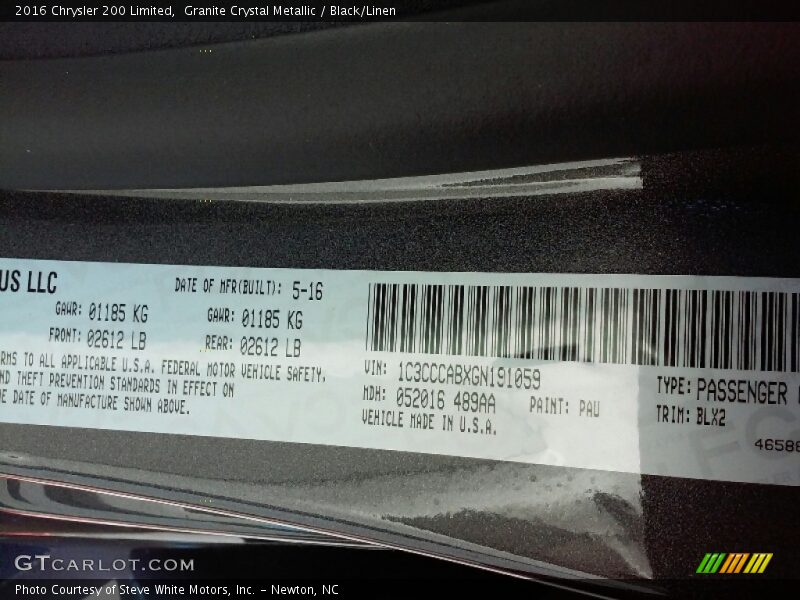 2016 Chrysler 200 Limited, Granite Crystal Metallic / Black/Linen
US LLC
DATE OF MFR(BUILT): 5-16
GAWR: 01185 KG GAWR: 01185 KG
FRONT: 02612 LB REAR: 02612 LB
TO ALL APPLICABLE U.S.A. FEDERAL MOTOR VEHICLE SAFETY,
THEFT PREVENTION STANDARDS IN EFFECT ON
DATE OF MANUFACTURE SHOWN ABOVE.
VIN: 1C3CCCABXGN191059
MDH: 052016 489AA PAINT: PAU
VEHICLE MADE IN U.S.A.
TYPE: PASSENGER
TRIM: BLX2
GTCARLOT.COM
Photo Courtesy of Steve White Motors, Inc. – Newton, NC